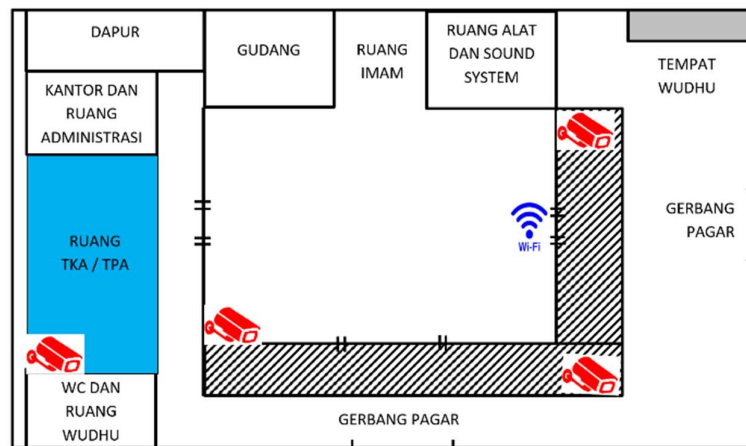 DAPUR
GUDANG
RUANG
IMAM
RUANG ALAT
DAN SOUND
SYSTEM
TEMPAT
WUDHU
KANTOR DAN
RUANG
ADMINISTRASI
RUANG
TKA / TPA
Wi-Fi
GERBANG
PAGAR
WC DAN
RUANG
WUDHU
GERBANG PAGAR